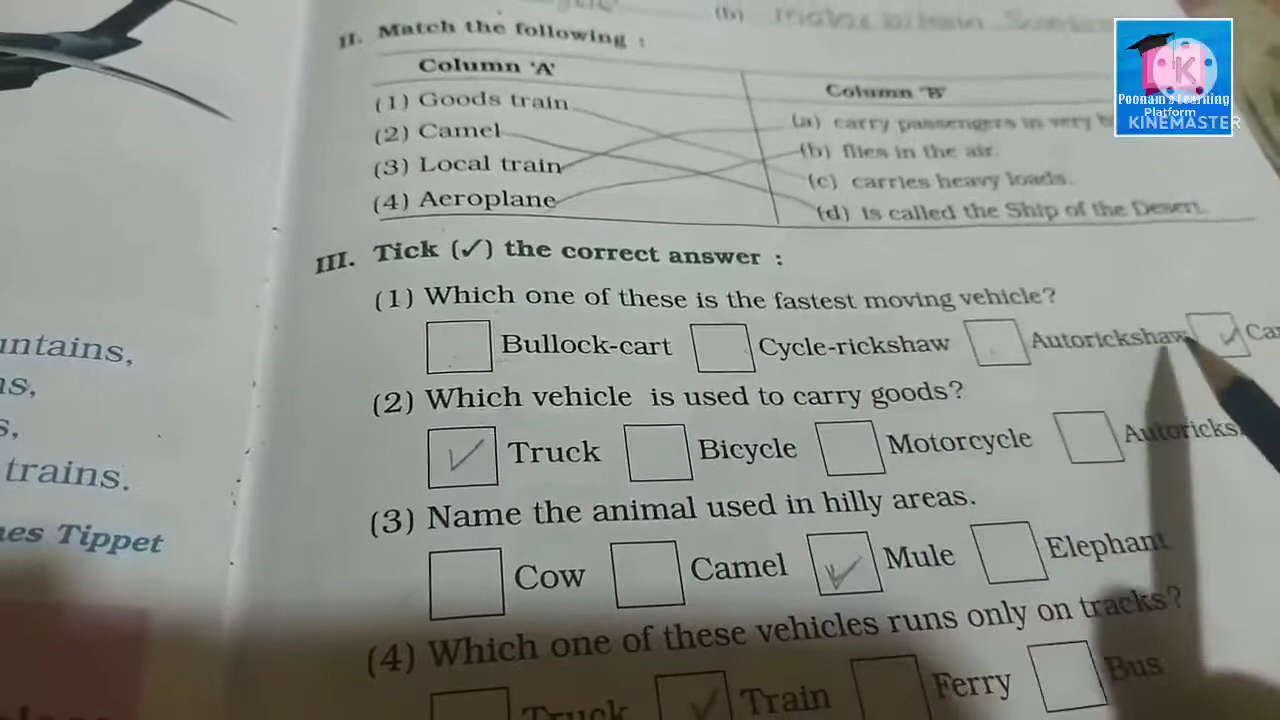 (b)
II. Match the following :
Column 'A' Column 'B'
(1) Goods train (a) carry passengers in very
(2) Camel (b) flies in the air.
(3) Local train (c) carries heavy loads.
(4) Aeroplane (d) is called the Ship of the Desert.
III. Tick (✓) the correct answer :
(1) Which one of these is the fastest moving vehicle?
Bullock-cart Cycle-rickshaw Autorickshaw ✓
(2) Which vehicle is used to carry goods?
✓ Truck Bicycle Motorcycle
(3) Name the animal used in hilly areas.
Cow Camel ✓ Mule Elephant
(4) Which one of these vehicles runs only on tracks?
Truck ✓ Train Ferry Bus
untains,
s,
trains.
es Tippet
Poonam's Learning
Platform
K
KINEMASTER